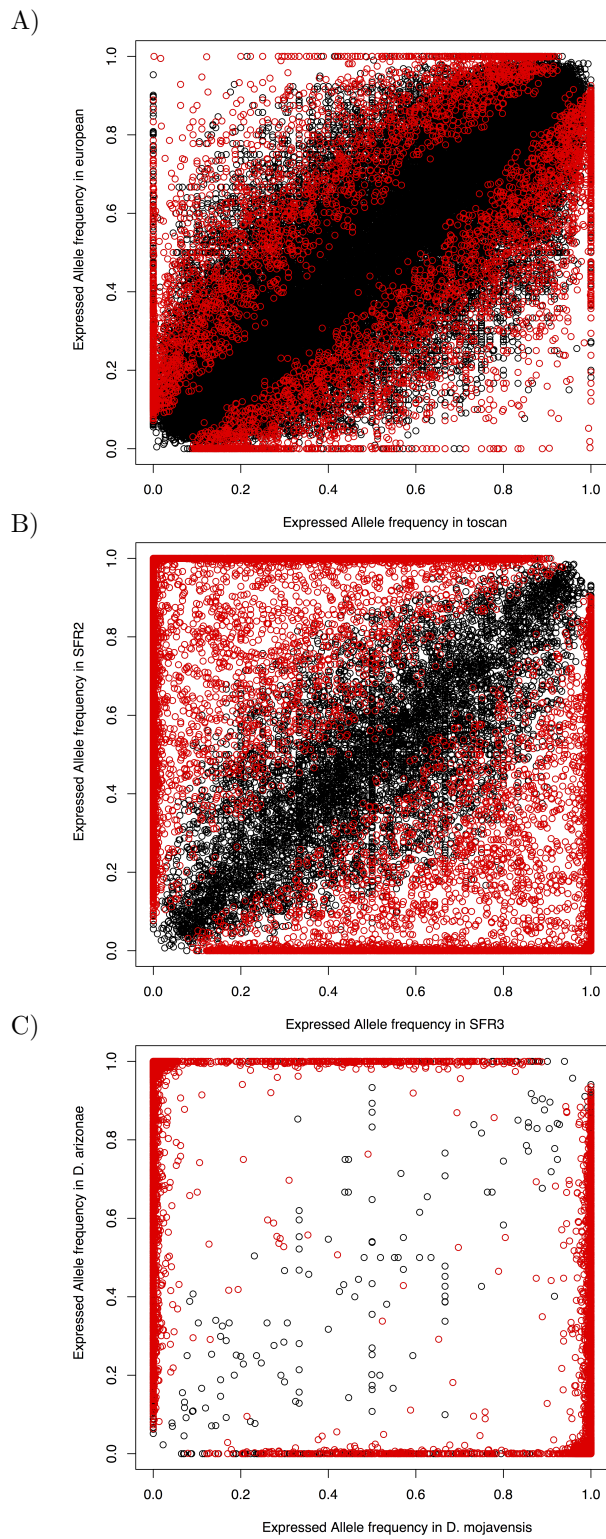 A)
1.0
0.8
0.6
0.4
0.2
0.0
Expressed Allele frequency in european
0.0 0.2 0.4 0.6 0.8 1.0
Expressed Allele frequency in toscan
B)
1.0
0.8
0.6
0.4
0.2
0.0
Expressed Allele frequency in SFR2
0.0 0.2 0.4 0.6 0.8 1.0
Expressed Allele frequency in SFR3
C)
1.0
0.8
0.6
0.4
0.2
0.0
Expressed Allele frequency in D. arizonae
0.0 0.2 0.4 0.6 0.8 1.0
Expressed Allele frequency in D. mojavensis